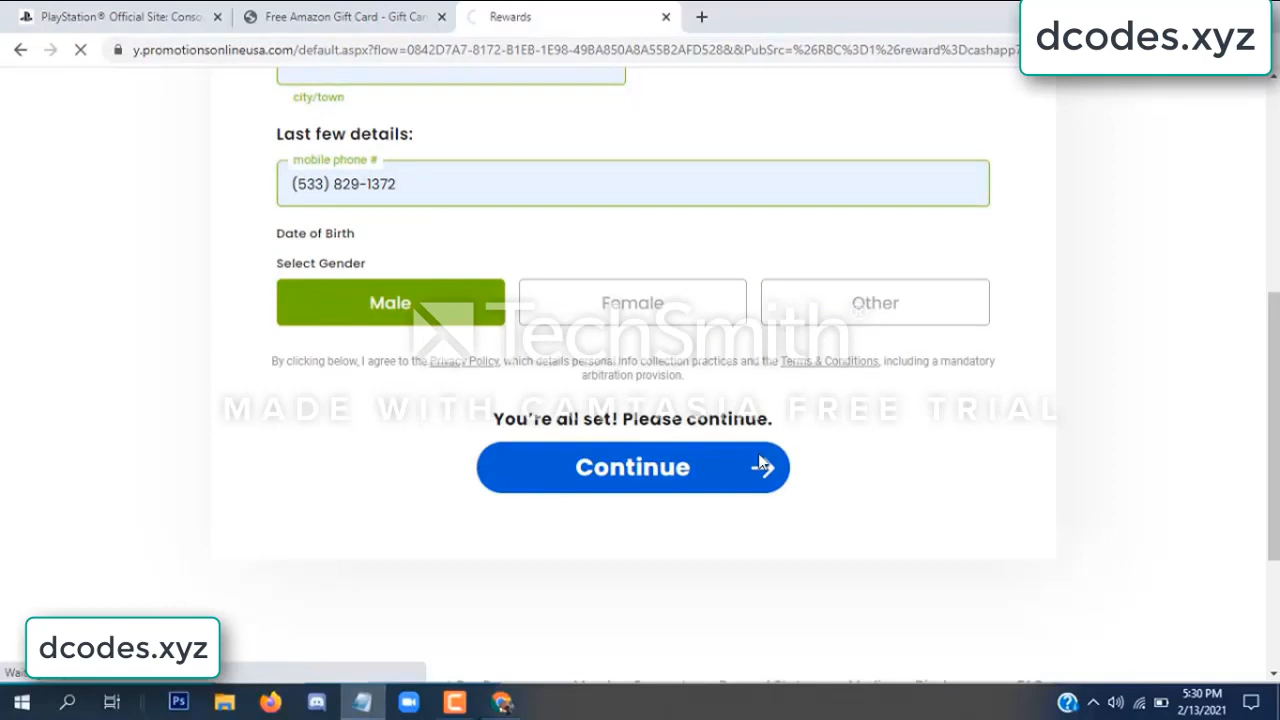 PlayStation® Official Site: Conso
Free Amazon Gift Card - Gift Car
Rewards
y.promotionsonlineusa.com/default.aspx?flow=0842D7A7-8172-B1EB-1E98-49BA850A8A55B2AFD528&&PubSrc=%26RBC%3D1%26reward%3Dcashapp
dcodes.xyz
city/town
Last few details:
mobile phone #
(533) 829-1372
Date of Birth
Select Gender
Male
Female
Other
TechSmith
By clicking below, I agree to the Privacy Policy, which details personal info collection practices and the Terms & Conditions, including a mandatory
arbitration provision.
MADE WITH CAMTASIA FREE TRIAL
You're all set! Please continue.
Continue
dcodes.xyz
Wai
Ps
5:30 PM
2/13/2021